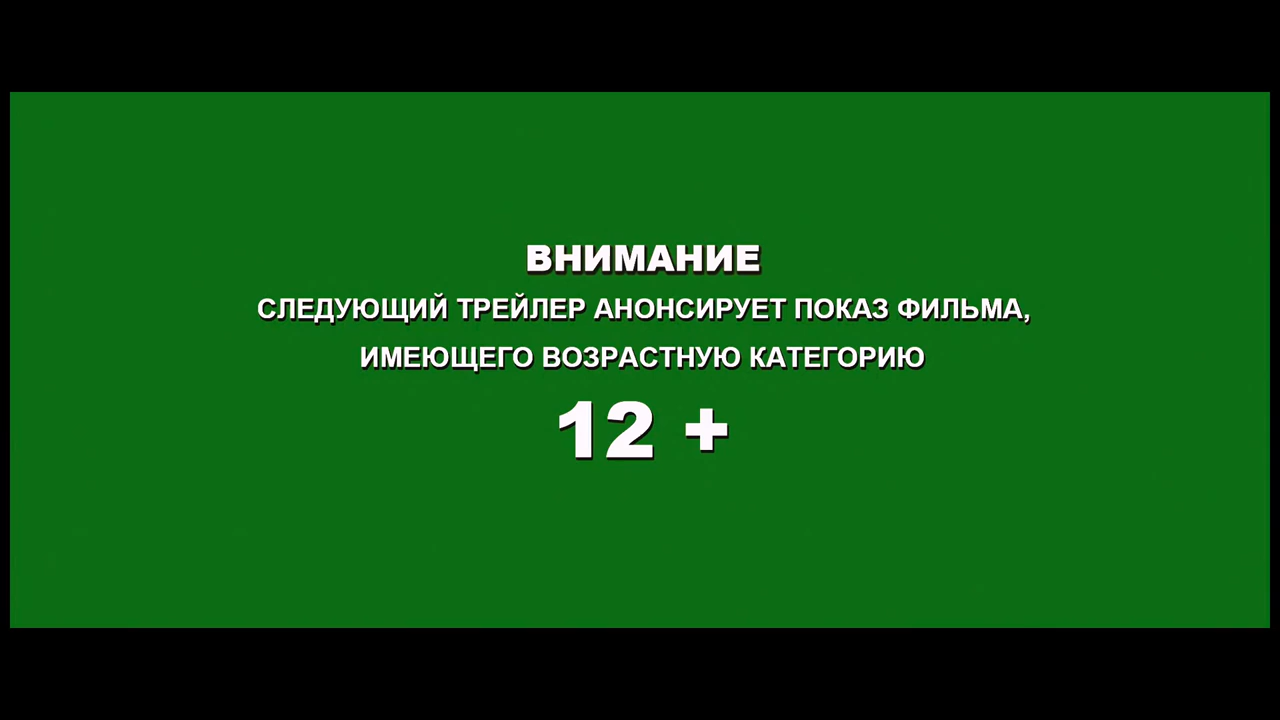 ВНИМАНИЕ
СЛЕДУЮЩИЙ ТРЕЙЛЕР АНОНСИРУЕТ ПОКАЗ ФИЛЬМА,
ИМЕЮЩЕГО ВОЗРАСТНУЮ КАТЕГОРИЮ
12 +